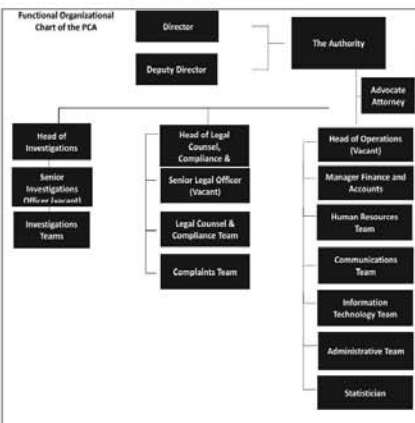 Functional Organizational
Chart of the PCA
Director
Deputy Director
The Authority
Advocate
Attorney
Head of
Investigations
Senior
Investigations
Officer (vacant)
Investigations
Teams
Head of Legal
Counsel,
Compliance &
Senior Legal Officer
(Vacant)
Legal Counsel &
Compliance Team
Complaints Team
Head of Operations
(Vacant)
Manager Finance and
Accounts
Human Resources
Team
Communications
Team
Information
Technology Team
Administrative Team
Statistician